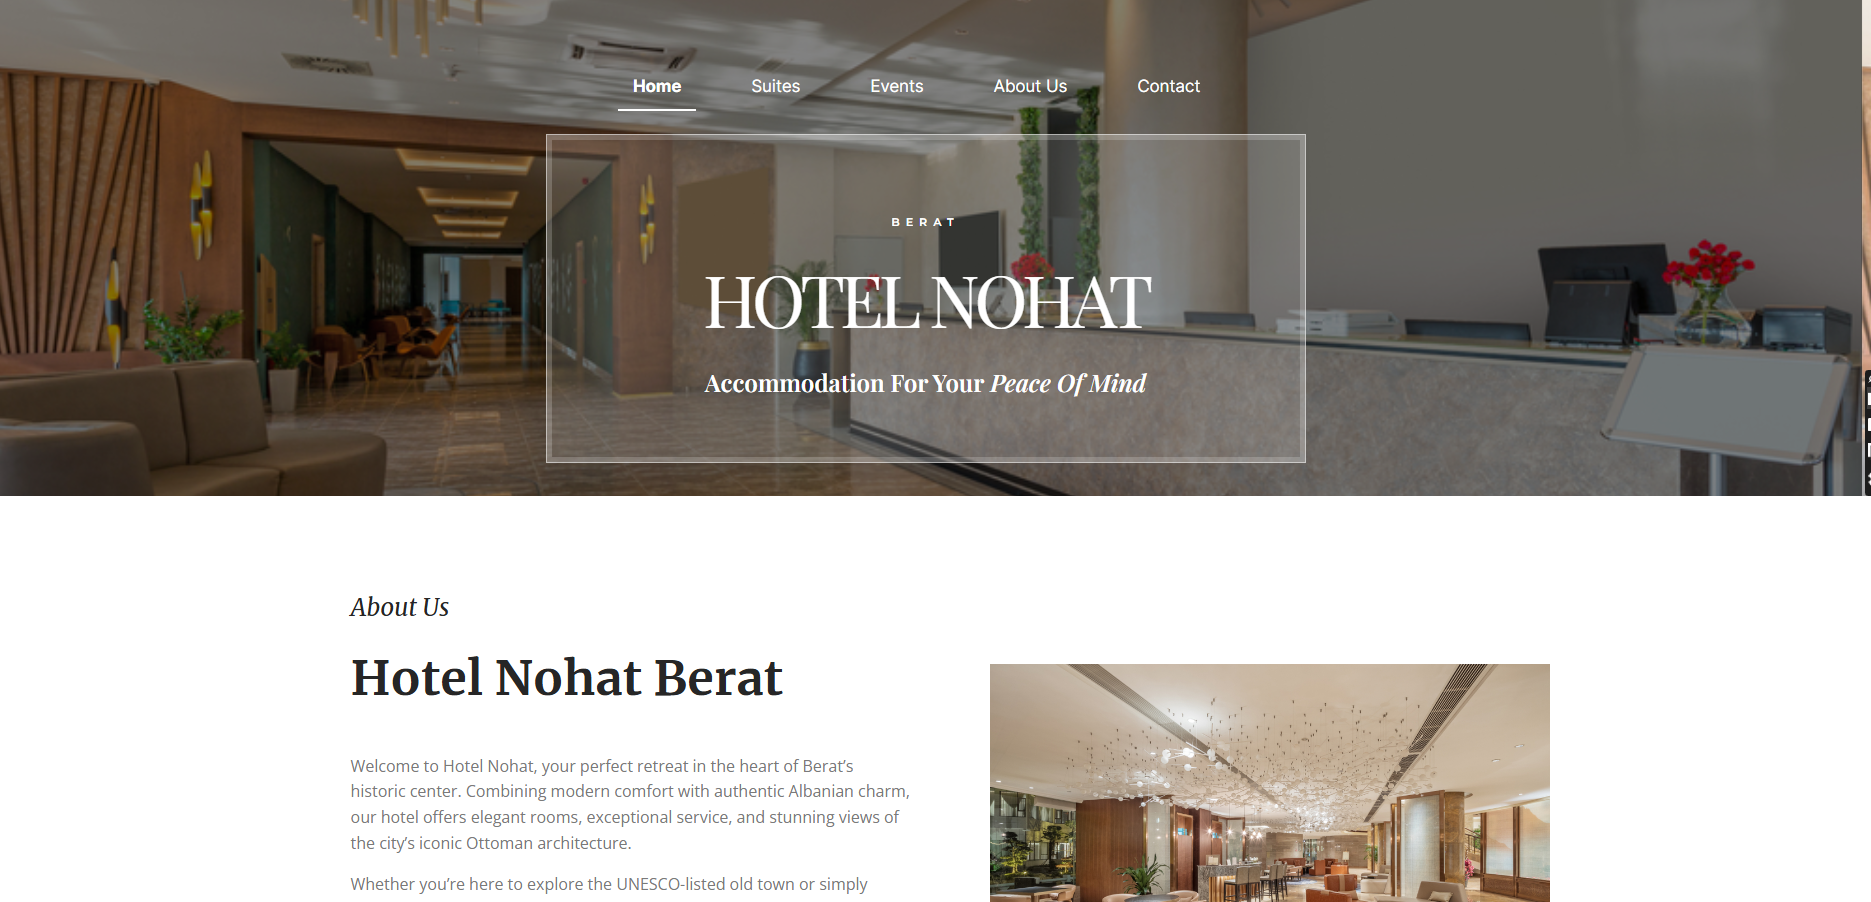 Home Suites Events About Us Contact
BERAT
HOTEL NOHAT
Accommodation For Your Peace Of Mind
About Us
Hotel Nohat Berat
Welcome to Hotel Nohat, your perfect retreat in the heart of Berat’s
historic center. Combining modern comfort with authentic Albanian charm,
our hotel offers elegant rooms, exceptional service, and stunning views of
the city’s iconic Ottoman architecture.
Whether you’re here to explore the UNESCO-listed old town or simply